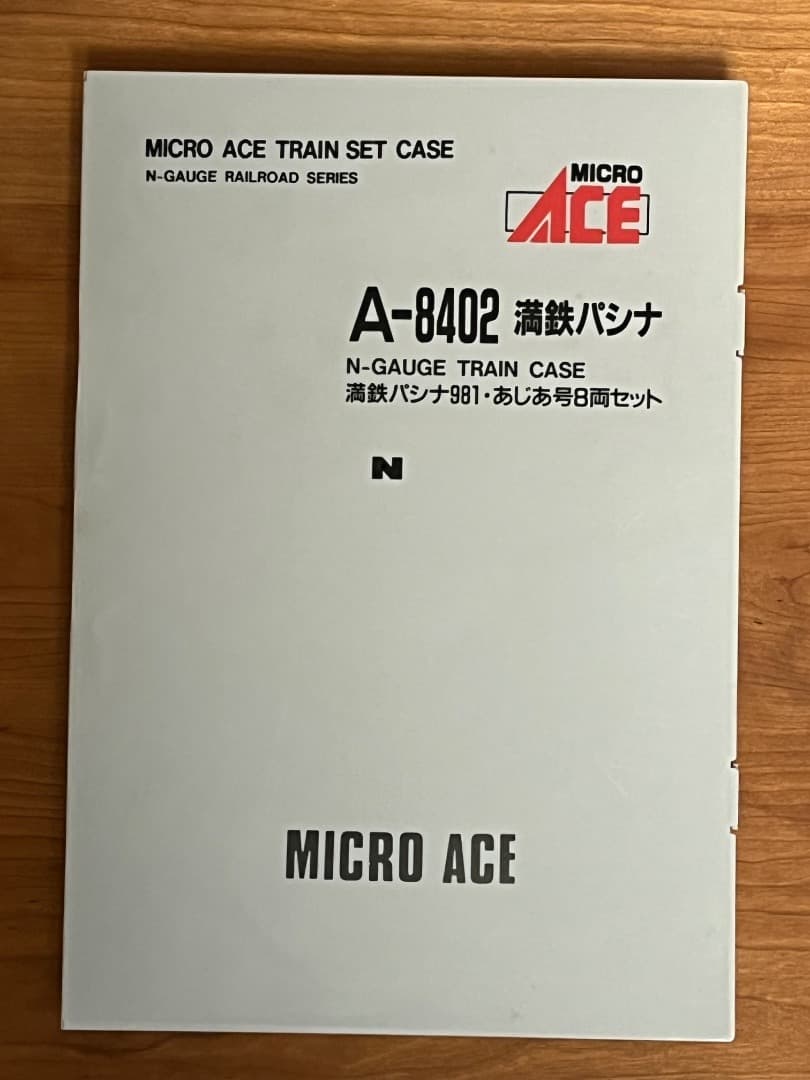 MICRO ACE TRAIN SET CASE
N-GAUGE RAILROAD SERIES
MICRO
ACE
A-8402 満鉄パシナ
N-GAUGE TRAIN CASE
満鉄パシナ981・あじあ号8両セット
N
MICRO ACE